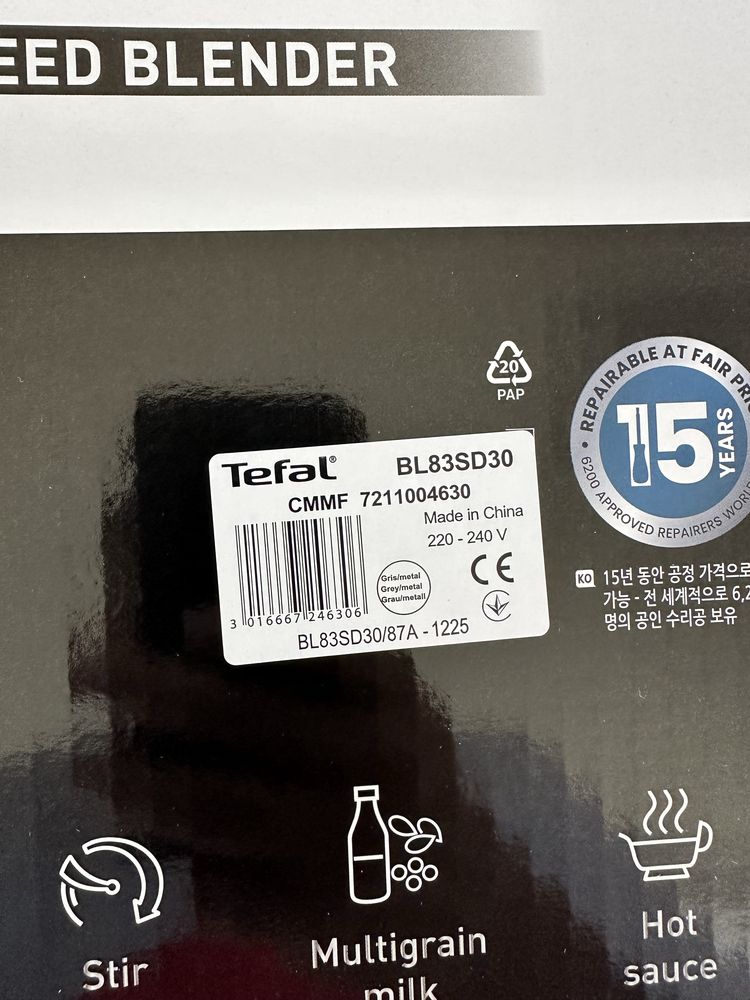 EED BLENDER
20
PAP
REPAIRABLE AT FAIR
15
YEARS
6200 APPROVED REPAIRERS
Tefal®
BL83SD30
CMMF 7211004630
Made in China
220 - 240 V
Gris/metal
Grey/metal
Grau/metall
CE
3 016667 246306
BL83SD30/87A - 1225
KO 15년 동안 공정 가격으로
가능 - 전 세계적으로 6,2
명의 공인 수리공 보유
Stir
Multigrain
milk
Hot
sauce